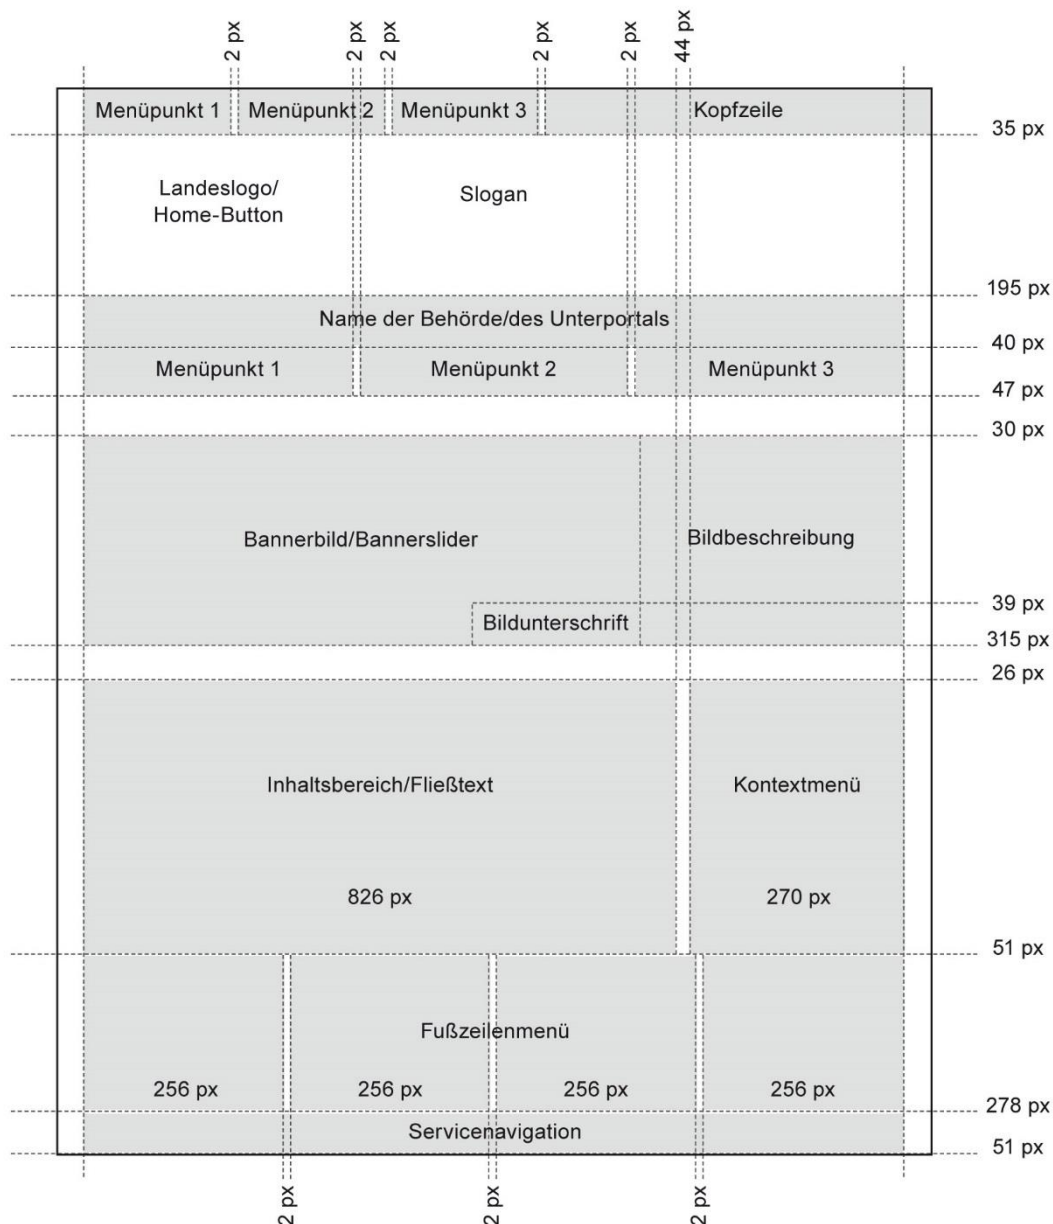 2 px
2 px
2 px
2 px
2 px
44 px
Menüpunkt 1
Menüpunkt 2
Menüpunkt 3
Kopfzeile
35 px
Landeslogo/
Home-Button
Slogan
195 px
Name der Behörde/des Unterportals
40 px
Menüpunkt 1
Menüpunkt 2
Menüpunkt 3
47 px
30 px
Bannerbild/Bannerslider
Bildbeschreibung
39 px
Bildunterschrift
315 px
26 px
Inhaltsbereich/Fließtext
Kontextmenü
826 px
270 px
51 px
Fußzeilenmenü
256 px
256 px
256 px
256 px
278 px
Servicenavigation
51 px
2 px
2 px
2 px